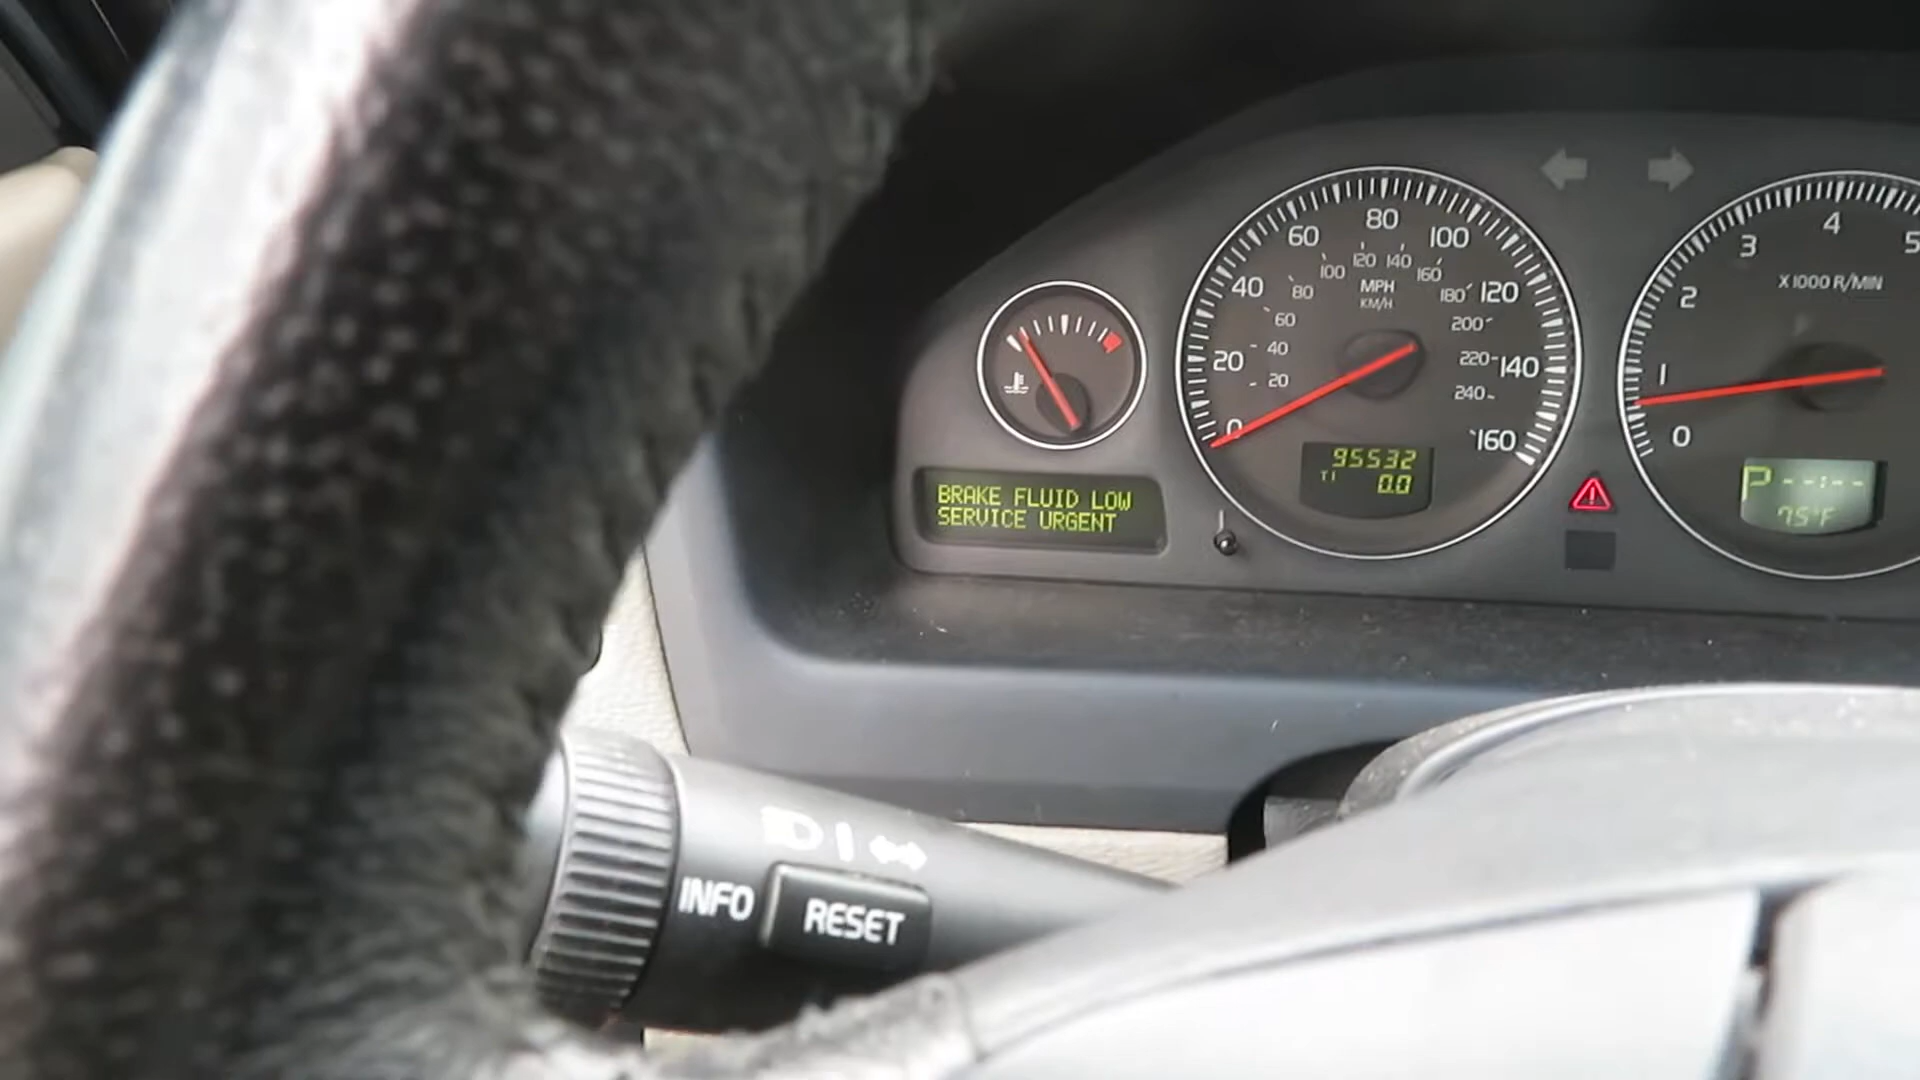 80
60
100
120 140
100
160
40
80
MPH
KM/H
180
120
60
200
20
40
220
140
20
240
0
160
95532
T1
0.0
BRAKE FLUID LOW
SERVICE URGENT
4
3
5
X1000 R/MIN
2
1
0
P --:--
75°F
INFO
RESET